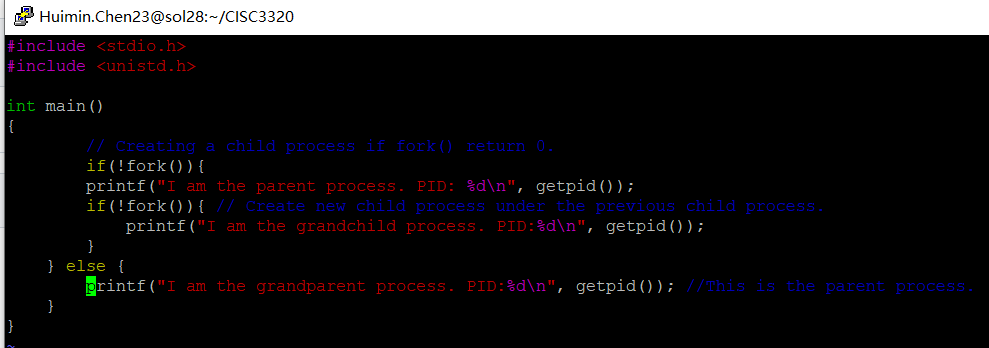 Huimin.Chen23@sol28:~/CISC3320
#include <stdio.h>
#include <unistd.h>
int main()
{
// Creating a child process if fork() return 0.
if(!fork()){
printf("I am the parent process. PID: %d\n", getpid());
if(!fork()){ // Create new child process under the previous child process.
printf("I am the grandchild process. PID:%d\n", getpid());
}
} else {
printf("I am the grandparent process. PID:%d\n", getpid()); //This is the parent process.
}
}
~